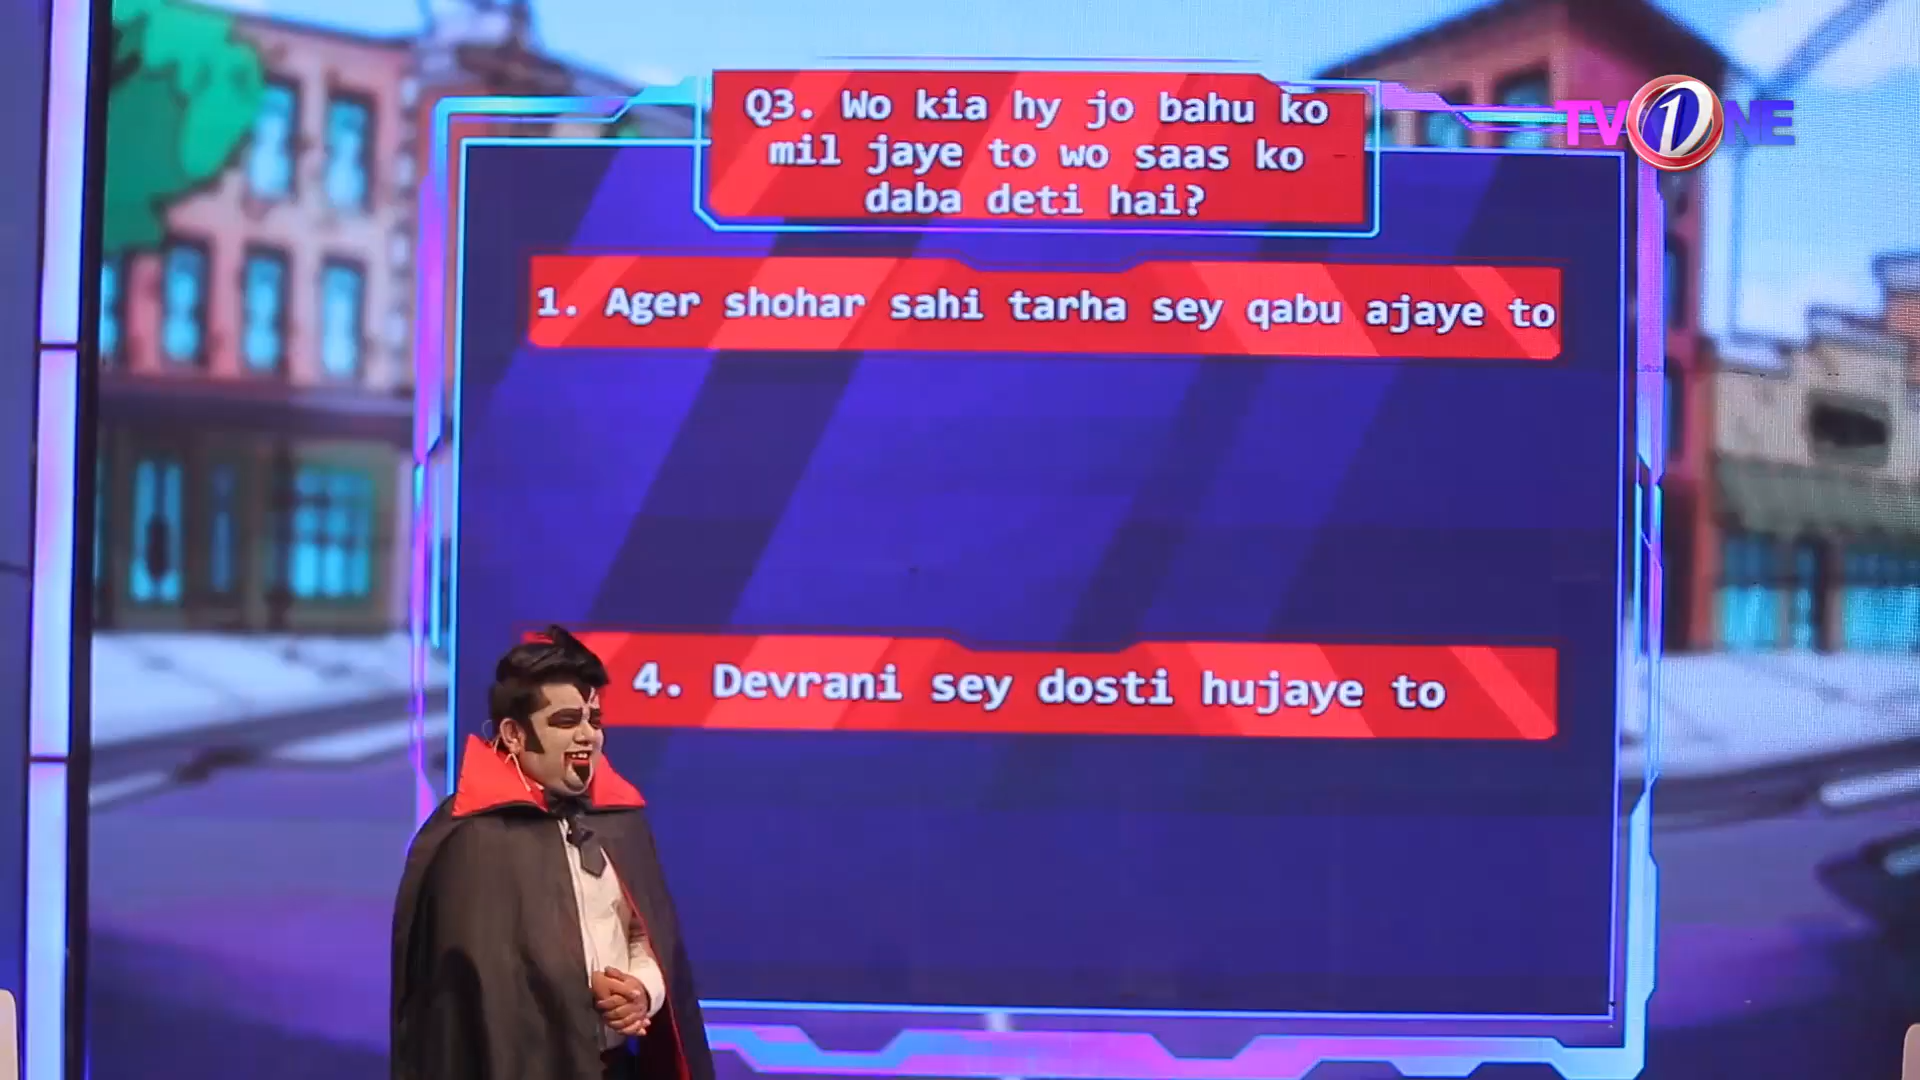 Q3. Wo kia hy jo bahu ko
mil jaye to wo saas ko
daba deti hai?
TV ONE
1. Ager shohar sahi tarha sey qabu ajaye to
4. Devrani sey dosti hujaye to